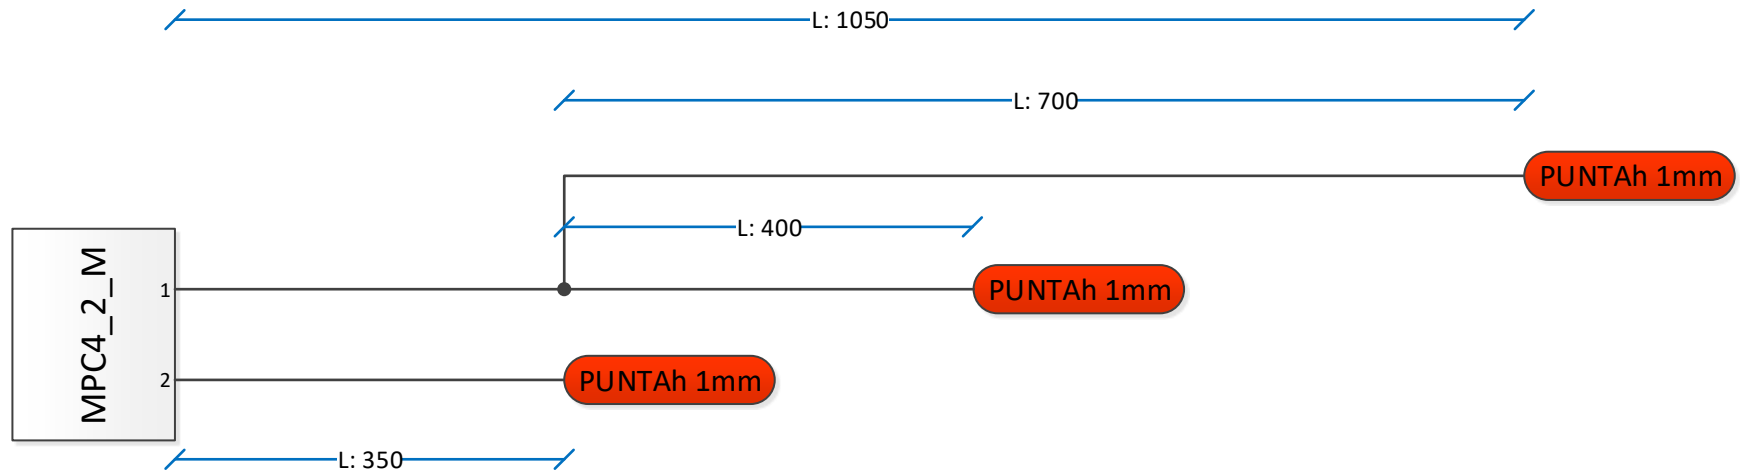 L: 1050
L: 700
PUNTAh 1mm
L: 400
MPC4_2_M
1
PUNTAh 1mm
2
PUNTAh 1mm
L: 350